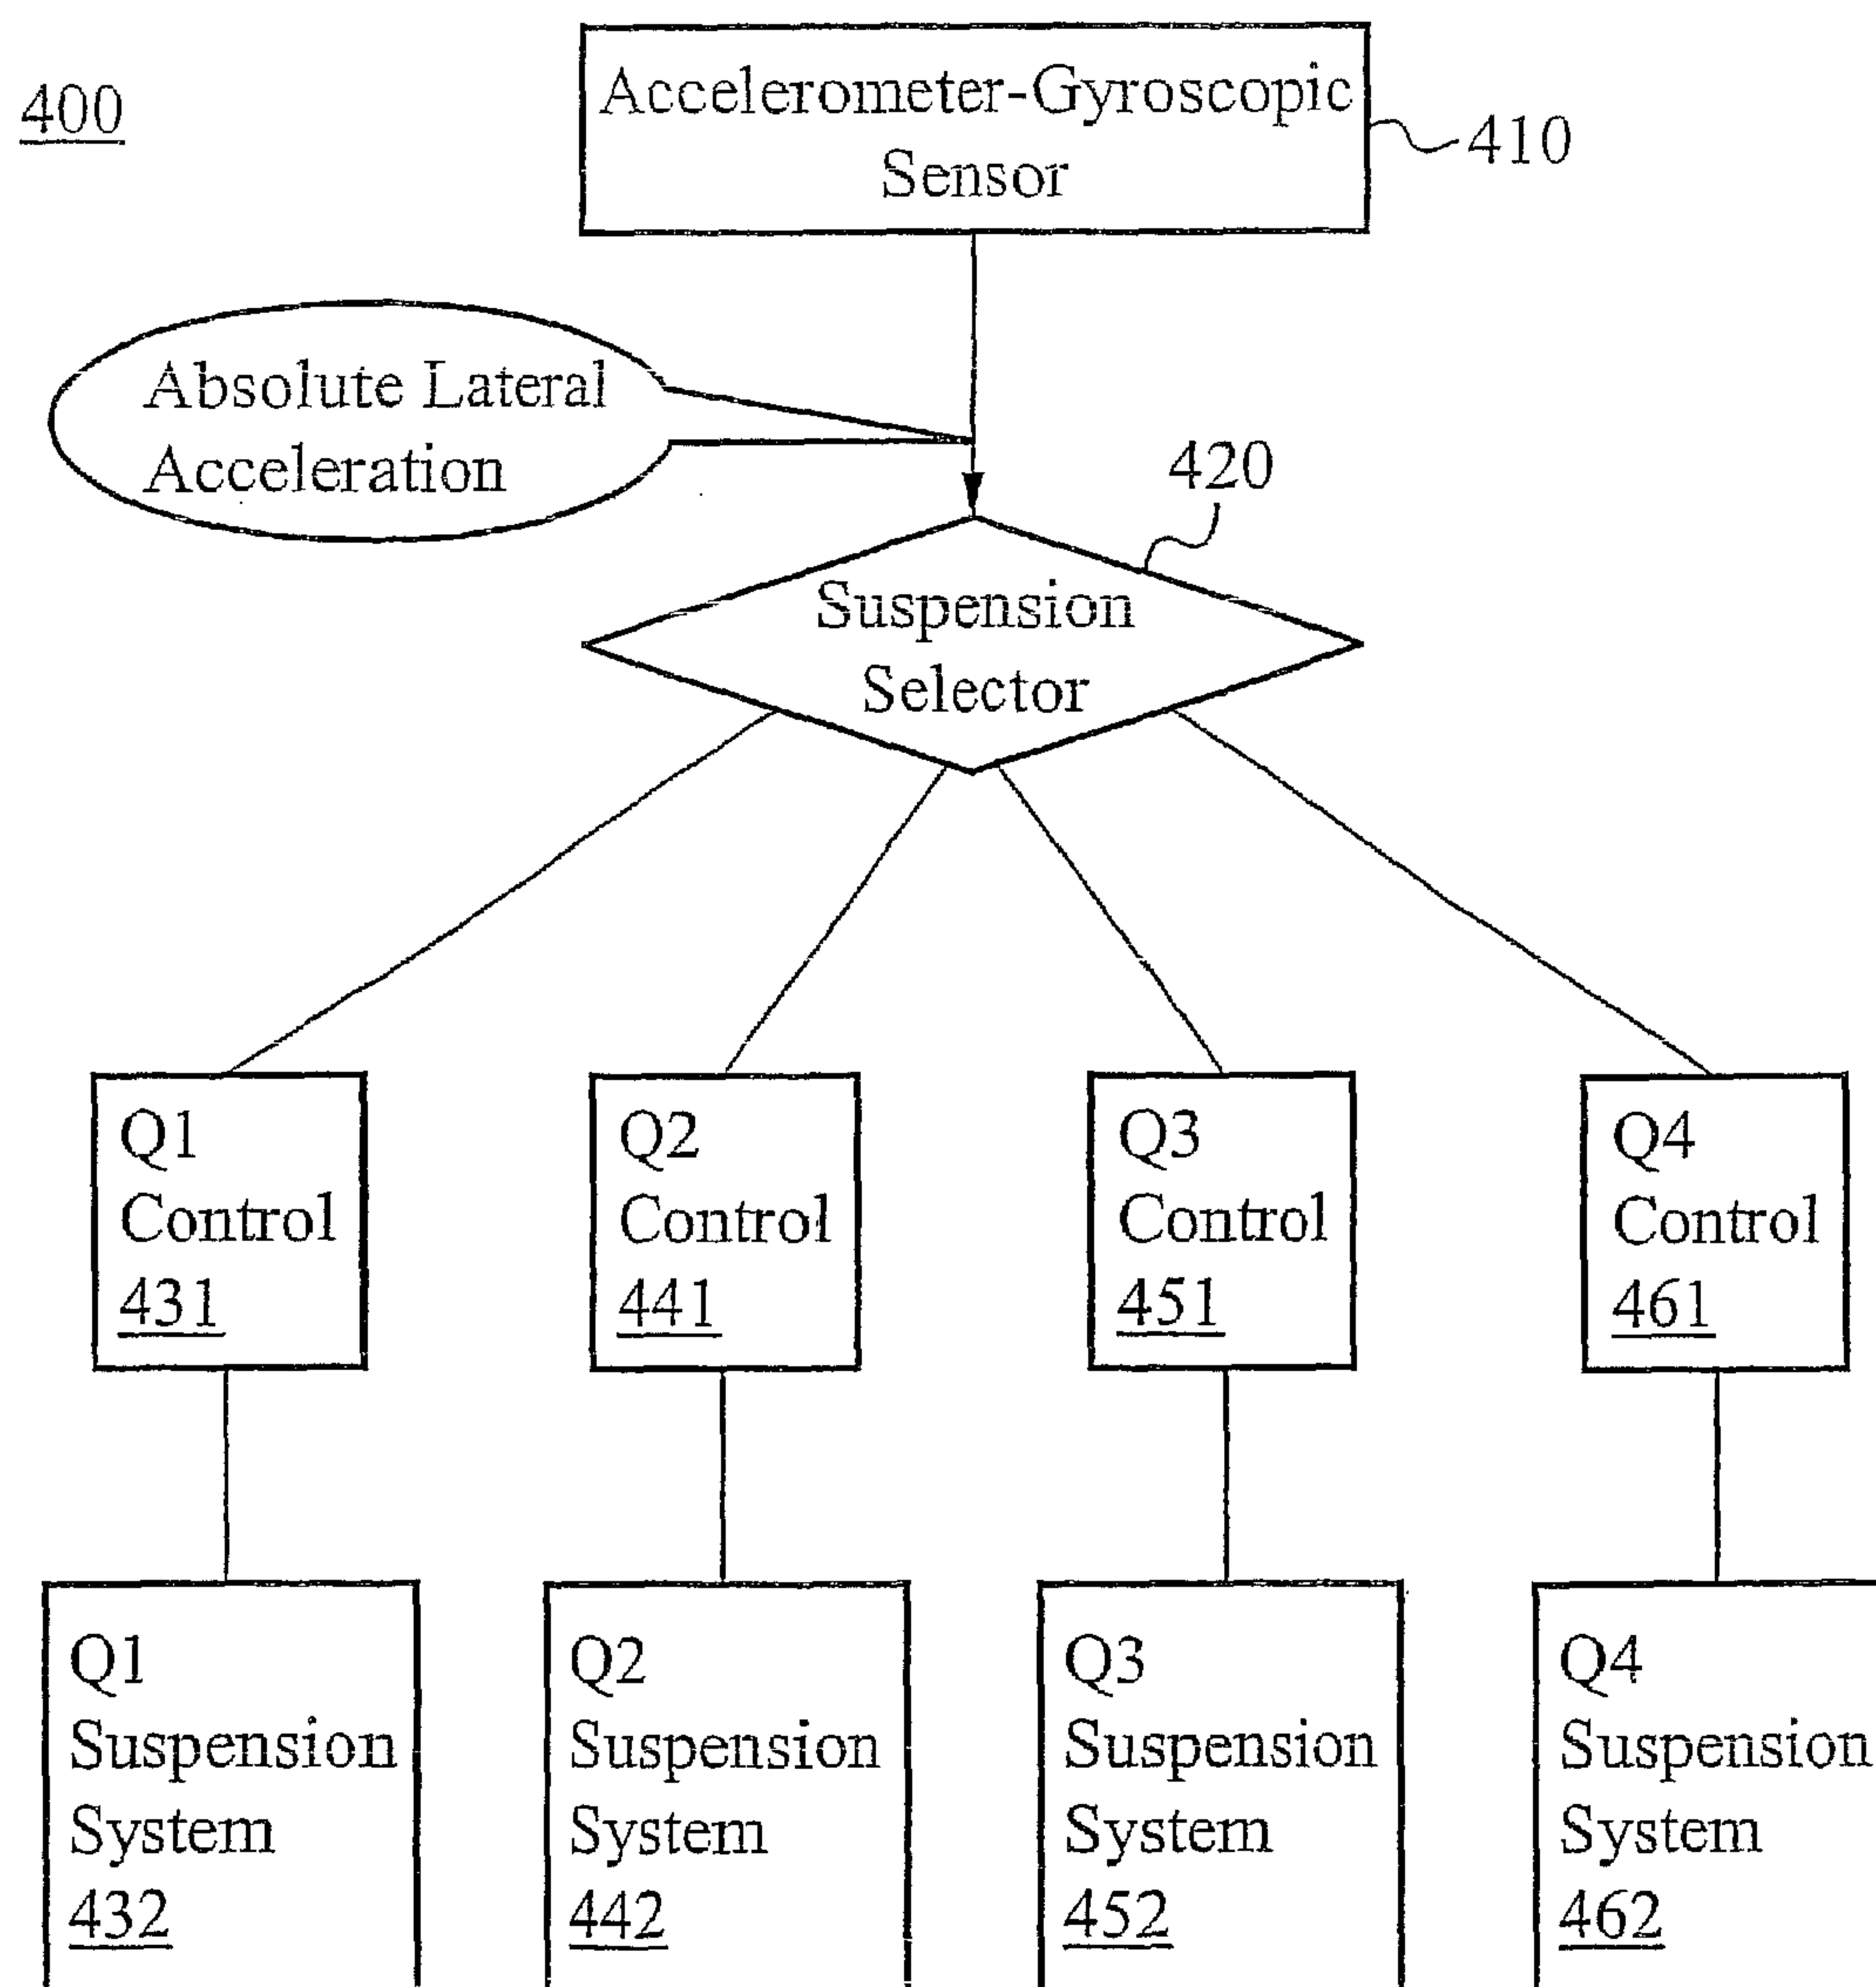 400
Accelerometer-Gyroscopic
Sensor
410
Absolute Lateral
Acceleration
420
Suspension
Selector
Q1
Control
431
Q2
Control
441
Q3
Control
451
Q4
Control
461
Q1
Suspension
System
432
Q2
Suspension
System
442
Q3
Suspension
System
452
Q4
Suspension
System
462